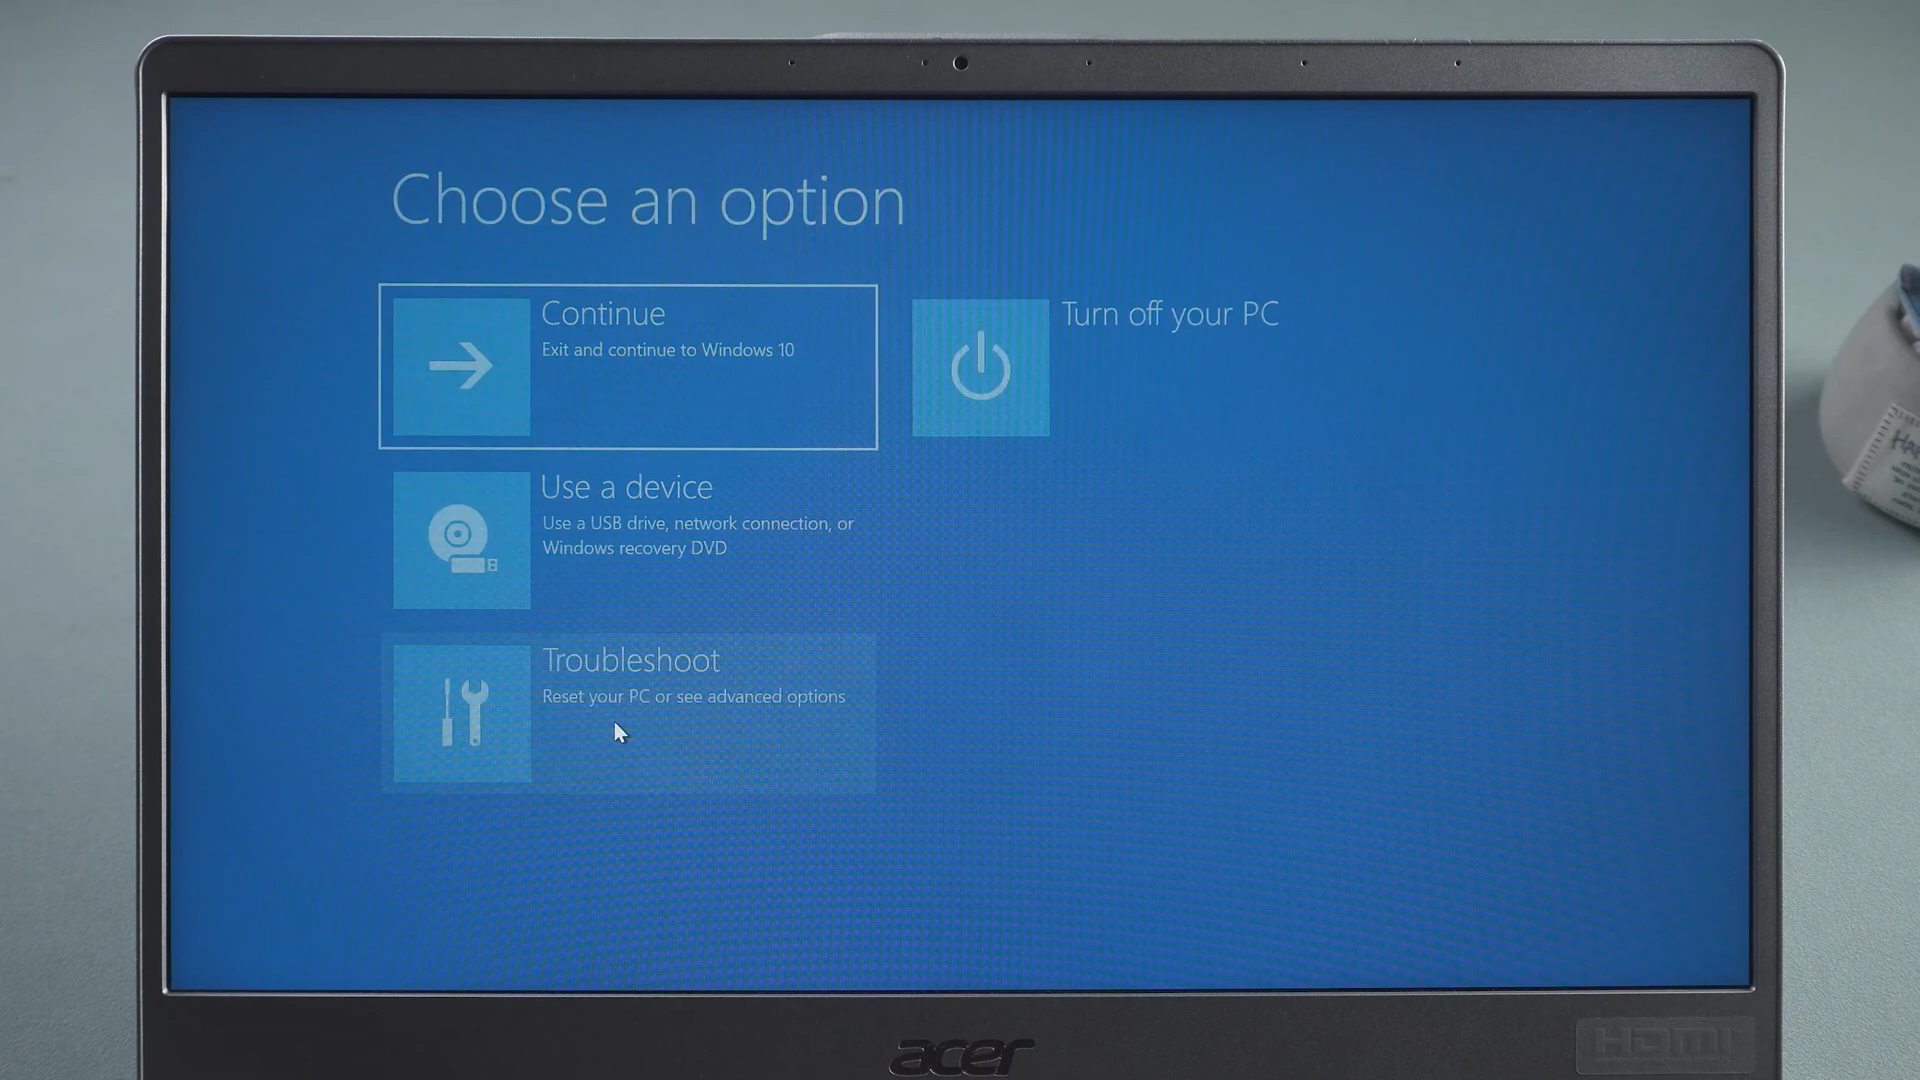 Choose an option
Continue
Exit and continue to Windows 10
Turn off your PC
Use a device
Use a USB drive, network connection, or
Windows recovery DVD
Troubleshoot
Reset your PC or see advanced options
acer
HDMI